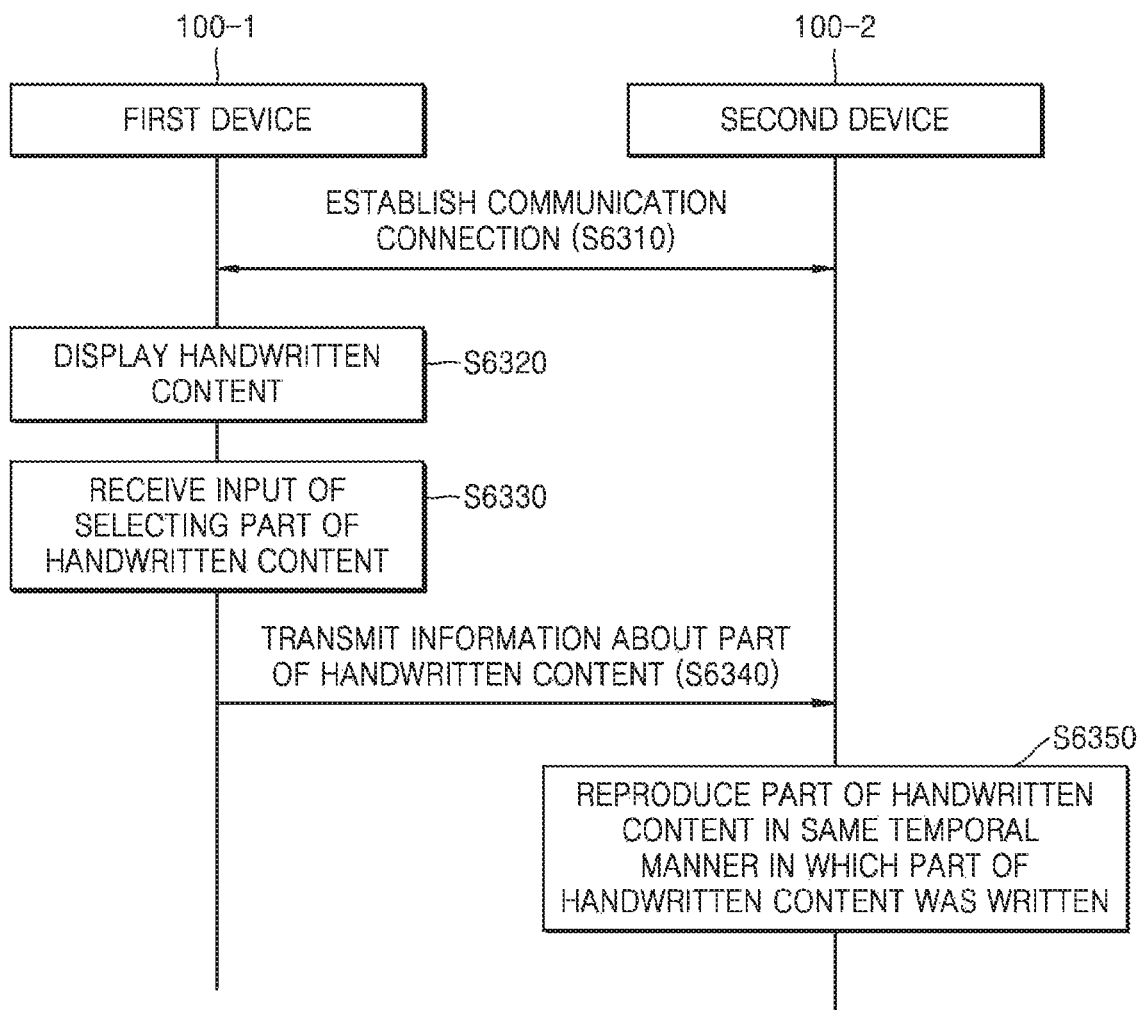 100-1
100-2
FIRST DEVICE
SECOND DEVICE
ESTABLISH COMMUNICATION
CONNECTION (S6310)
DISPLAY HANDWRITTEN
CONTENT
S6320
RECEIVE INPUT OF
SELECTING PART OF
HANDWRITTEN CONTENT
S6330
TRANSMIT INFORMATION ABOUT PART
OF HANDWRITTEN CONTENT (S6340)
S6350
REPRODUCE PART OF HANDWRITTEN
CONTENT IN SAME TEMPORAL
MANNER IN WHICH PART OF
HANDWRITTEN CONTENT WAS WRITTEN